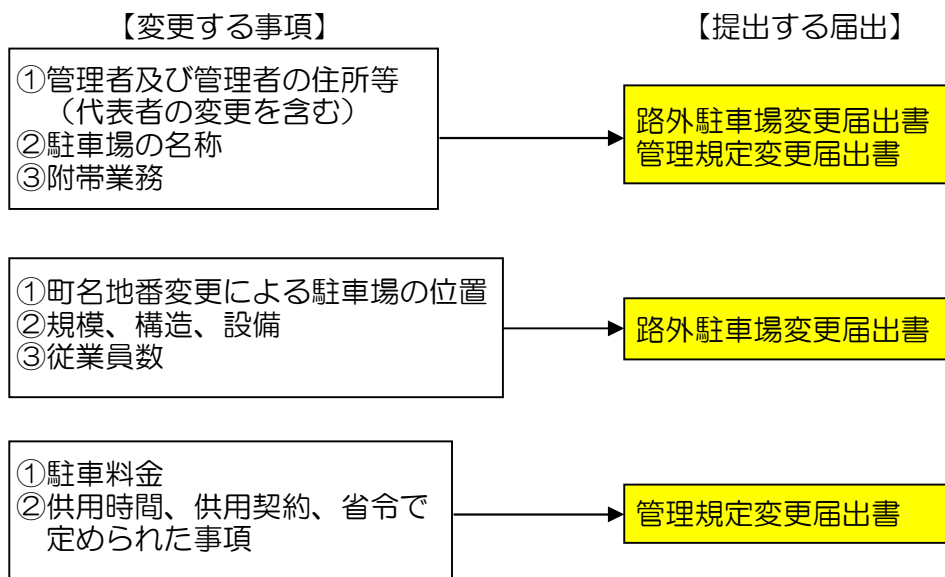 【変更する事項】
【提出する届出】
①管理者及び管理者の住所等
（代表者の変更を含む）
②駐車場の名称
③附帯業務
路外駐車場変更届出書
管理規定変更届出書
①町名地番変更による駐車場の位置
②規模、構造、設備
③従業員数
路外駐車場変更届出書
①駐車料金
②供用時間、供用契約、省令で
定められた事項
管理規定変更届出書